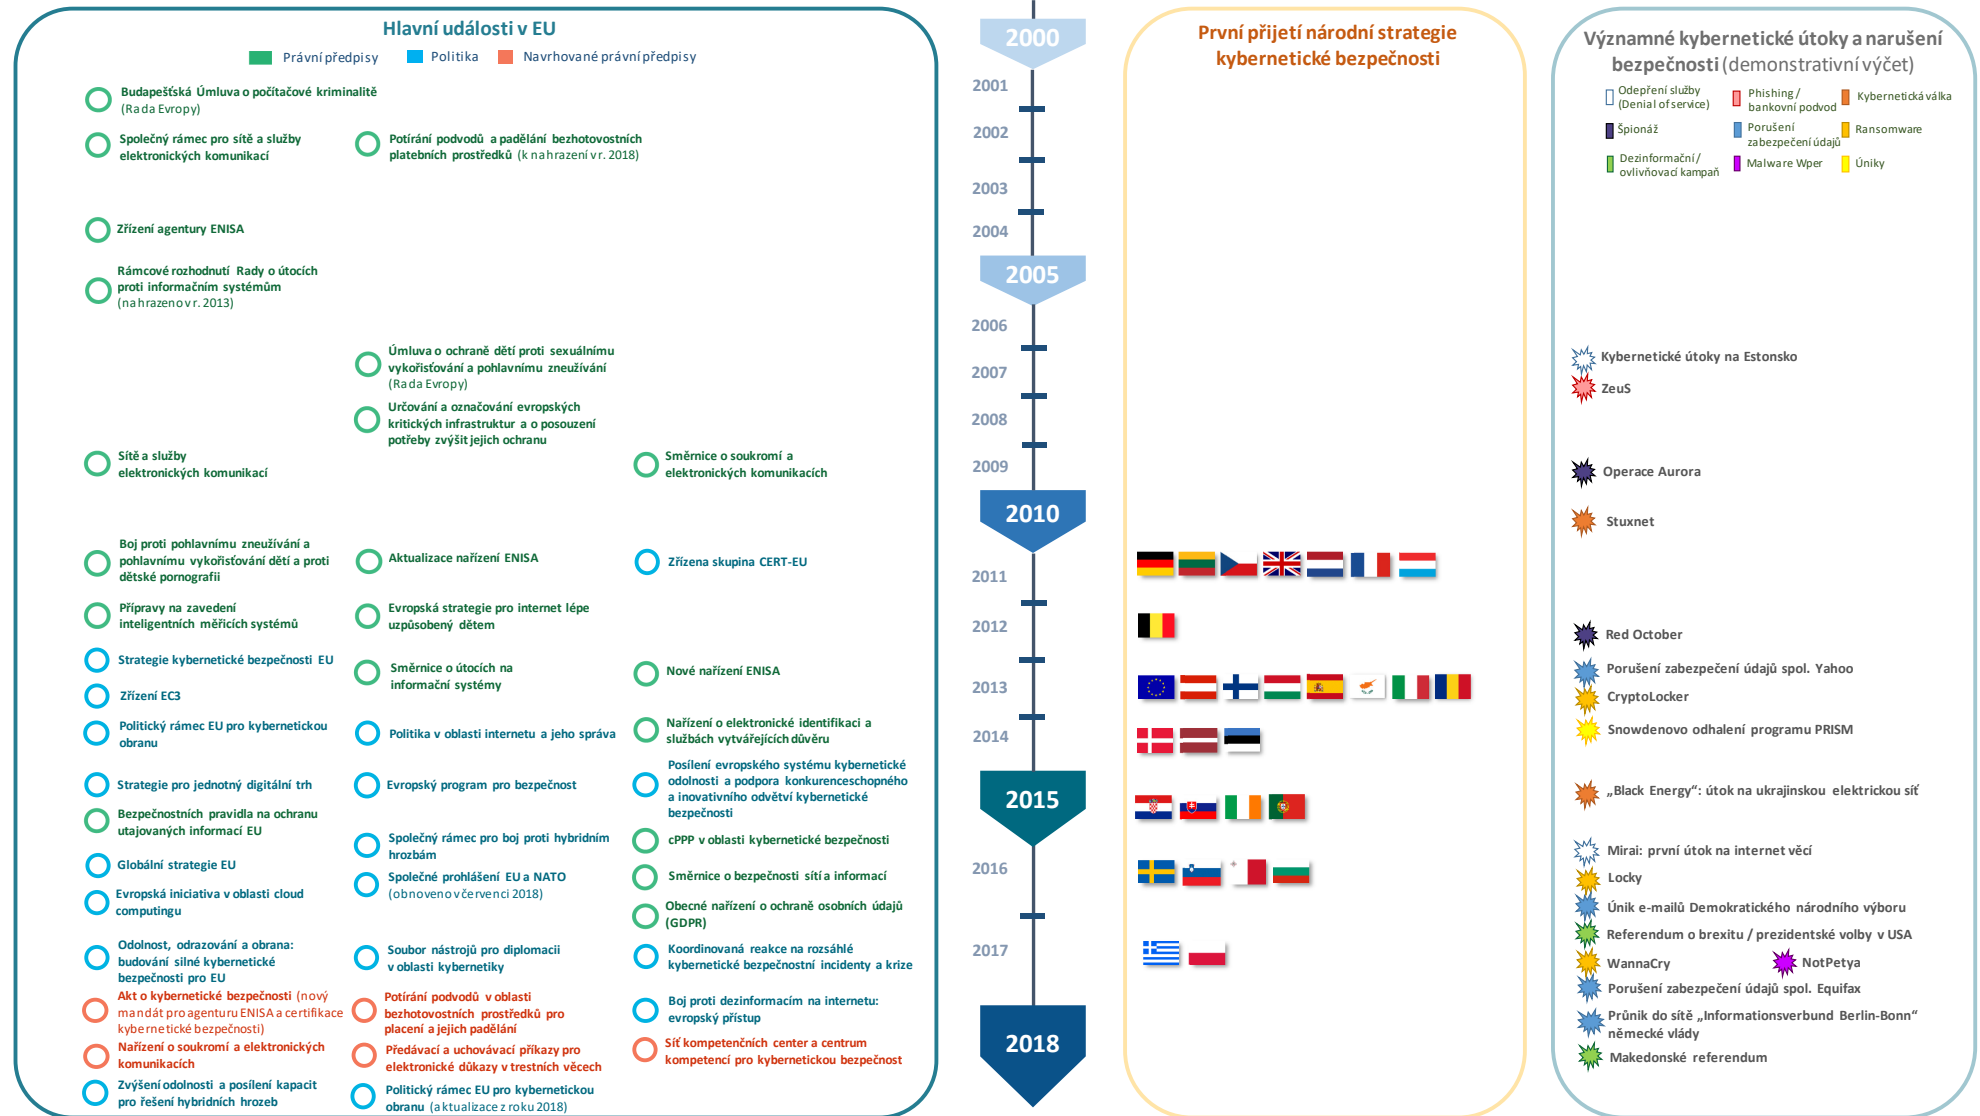 Hlavní události v EU
Právní předpisy
Politika
Navrhované právní předpisy
Budapešťská Úmluva o počítačové kriminalitě
(Rada Evropy)
Společný rámec pro sítě a služby
elektronických komunikací
Potírání podvodů a padělání bezhotovostních
platebních prostředků (k nahrazení v r. 2018)
Zřízení agentury ENISA
Rámcové rozhodnutí Rady o útocích
proti informačním systémům
(nahrazeno v r. 2013)
Úmluva o ochraně dětí proti sexuálnímu
vykořisťování a pohlavnímu zneužívání
(Rada Evropy)
Určování a označování evropských
kritických infrastruktur a o posouzení
potřeby zvýšit jejich ochranu
Sítě a služby
elektronických komunikací
Směrnice o soukromí a
elektronických komunikacích
Boj proti pohlavnímu zneužívání a
pohlavnímu vykořisťování dětí a proti
dětské pornografii
Aktualizace nařízení ENISA
Zřízena skupina CERT-EU
Přípravy na zavedení
inteligentních měřicích systémů
Evropská strategie pro internet lépe
uzpůsobený dětem
Strategie kybernetické bezpečnosti EU
Směrnice o útocích na
informační systémy
Nové nařízení ENISA
Zřízení EC3
Politický rámec EU pro kybernetickou
obranu
Politika v oblasti internetu a jeho správa
Nařízení o elektronické identifikaci a
službách vytvářejících důvěru
Strategie pro jednotný digitální trh
Evropský program pro bezpečnost
Posílení evropského systému kybernetické
odolnosti a podpora konkurenceschopného
a inovativního odvětví kybernetické
bezpečnosti
Bezpečnostních pravidla na ochranu
utajovaných informací EU
Společný rámec pro boj proti hybridním
hrozbám
cPPP v oblasti kybernetické bezpečnosti
Globální strategie EU
Společné prohlášení EU a NATO
(obnoveno v červenci 2018)
Směrnice o bezpečnosti sítí a informací
Evropská iniciativa v oblasti cloud
computingu
Obecné nařízení o ochraně osobních údajů
(GDPR)
Odolnost, odrazování a obrana:
budování silné kybernetické
bezpečnosti pro EU
Soubor nástrojů pro diplomacii
v oblasti kybernetiky
Koordinovaná reakce na rozsáhlé
kybernetické bezpečnostní incidenty a krize
Akt o kybernetické bezpečnosti (nový
mandát pro agenturu ENISA a certifikace
kybernetické bezpečnosti)
Potírání podvodů v oblasti
bezhotovostních prostředků pro
placení a jejich padělání
Boj proti dezinformacím na internetu:
evropský přístup
Nařízení o soukromí a elektronických
komunikacích
Předávací a uchovávací příkazy pro
elektronické důkazy v trestních věcech
Síť kompetenčních center a centrum
kompetencí pro kybernetickou bezpečnost
Zvýšení odolnosti a posílení kapacit
pro řešení hybridních hrozeb
Politický rámec EU pro kybernetickou
obranu (aktualizace z roku 2018)
2000
2001
2002
2003
2004
2005
2006
2007
2008
2009
2010
2011
2012
2013
2014
2015
2016
2017
2018
První přijetí národní strategie
kybernetické bezpečnosti
Významné kybernetické útoky a narušení
bezpečnosti (demonstrativní výčet)
Odepření služby
(Denial of service)
Phishing /
bankovní podvod
Kybernetická válka
Špionáž
Porušení
zabezpečení údajů
Ransomware
Dezinformační /
ovlivňovací kampaň
Malware Wper
Úniky
Kybernetické útoky na Estonsko
ZeuS
Operace Aurora
Stuxnet
Red October
Porušení zabezpečení údajů spol. Yahoo
CryptoLocker
Snowdenovo odhalení programu PRISM
„Black Energy“: útok na ukrajinskou elektrickou síť
Mirai: první útok na internet věcí
Locky
Únik e-mailů Demokratického národního výboru
Referendum o brexitu / prezidentské volby v USA
WannaCry
NotPetya
Porušení zabezpečení údajů spol. Equifax
Průnik do sítě „Informationsverbund Berlin-Bonn“
německé vlády
Makedonské referendum